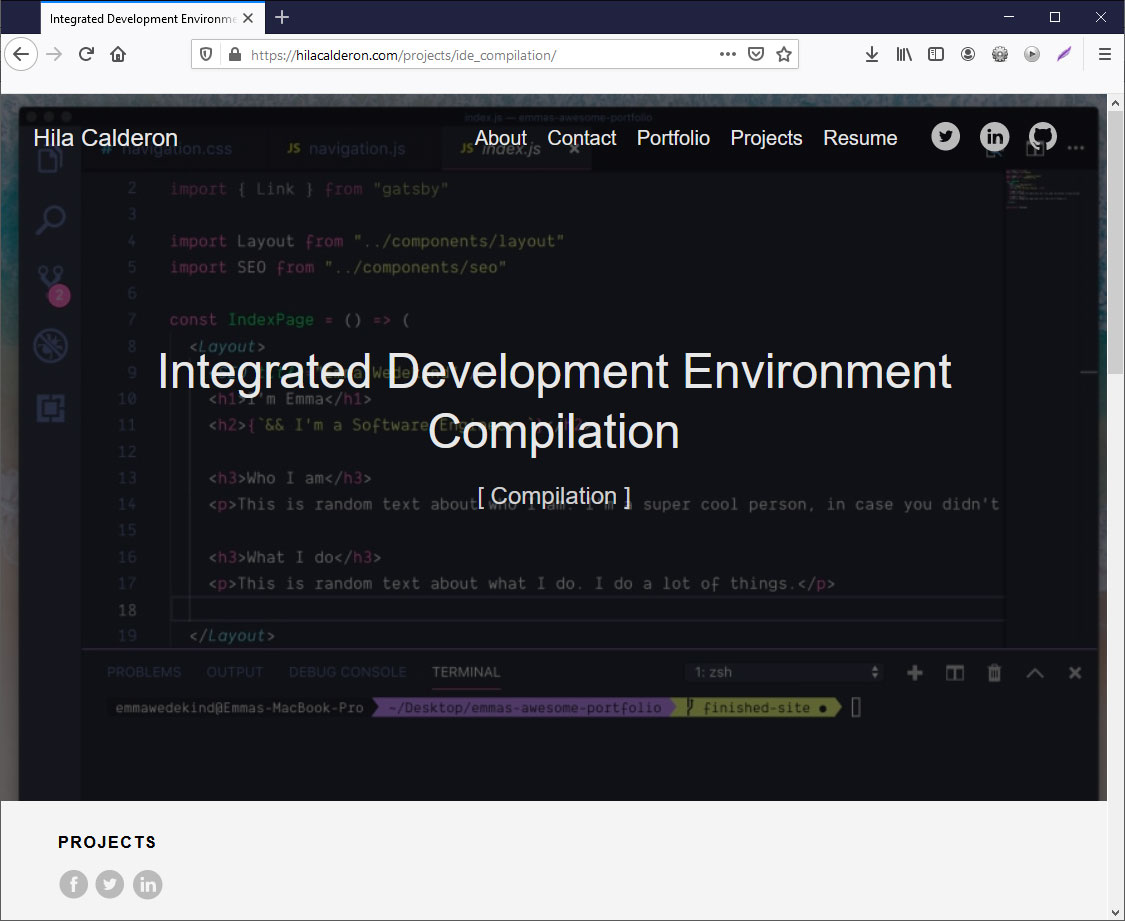 Integrated Development Environme
https://hilacalderon.com/projects/ide_compilation/
index.js — emmas-awesome-portfolio
Hila Calderon
About Contact Portfolio Projects Resume
# navigation.css JS navigation.js JS index.js
2 import { Link } from "gatsby"
3
4 import Layout from "../components/layout"
5 import SEO from "../components/seo"
6
7 const IndexPage = () => (
8 <Layout>
Integrated Development Environment
9
10 <h1>I'm Emma</h1>
11 <h2>{`&& I'm a Software
Compilation
12
13 <h3>Who I am</h3>
[ Compilation ]
14 <p>This is random text about who I am. I'm a super cool person, in case you didn't
15
16 <h3>What I do</h3>
17 <p>This is random text about what I do. I do a lot of things.</p>
18
19 </Layout>
2
PROBLEMS OUTPUT DEBUG CONSOLE TERMINAL 1: zsh
emmawedekind@Emmas-MacBook-Pro ~/Desktop/emmas-awesome-portfolio finished-site
PROJECTS